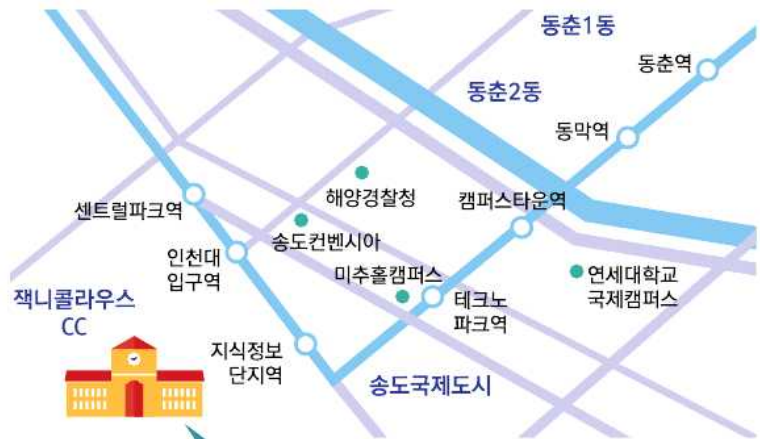 동춘1동
동춘역
동춘2동
동막역
해양경찰청
캠퍼스타운역
센트럴파크역
송도컨벤시아
인천대
입구역
미추홀캠퍼스
연세대학교
국제캠퍼스
잭니콜라우스
CC
테크노
파크역
지식정보
단지역
송도국제도시